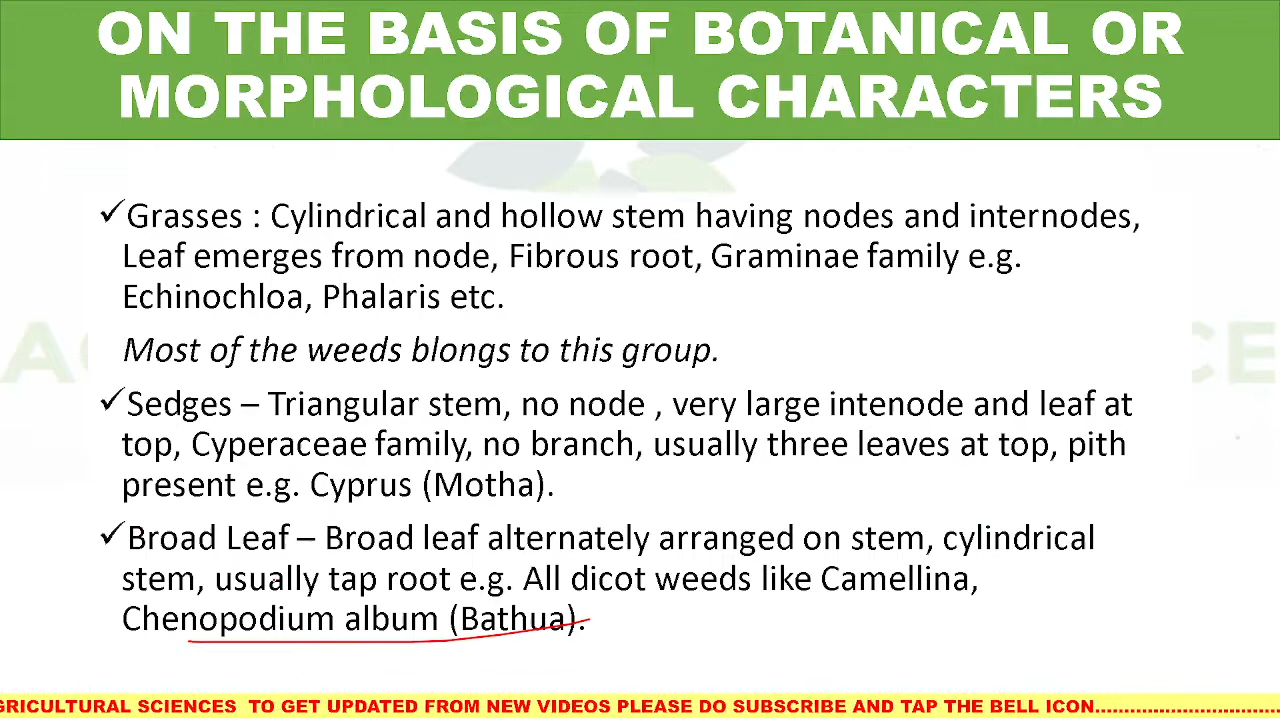 ON THE BASIS OF BOTANICAL OR
MORPHOLOGICAL CHARACTERS
✓Grasses : Cylindrical and hollow stem having nodes and internodes,
Leaf emerges from node, Fibrous root, Graminae family e.g.
Echinochloa, Phalaris etc.
Most of the weeds blongs to this group.
✓Sedges – Triangular stem, no node , very large intenode and leaf at
top, Cyperaceae family, no branch, usually three leaves at top, pith
present e.g. Cyprus (Motha).
✓Broad Leaf – Broad leaf alternately arranged on stem, cylindrical
stem, usually tap root e.g. All dicot weeds like Camellina,
Chenopodium album (Bathua).
GRICULTURAL SCIENCES TO GET UPDATED FROM NEW VIDEOS PLEASE DO SUBSCRIBE AND TAP THE BELL ICON................................